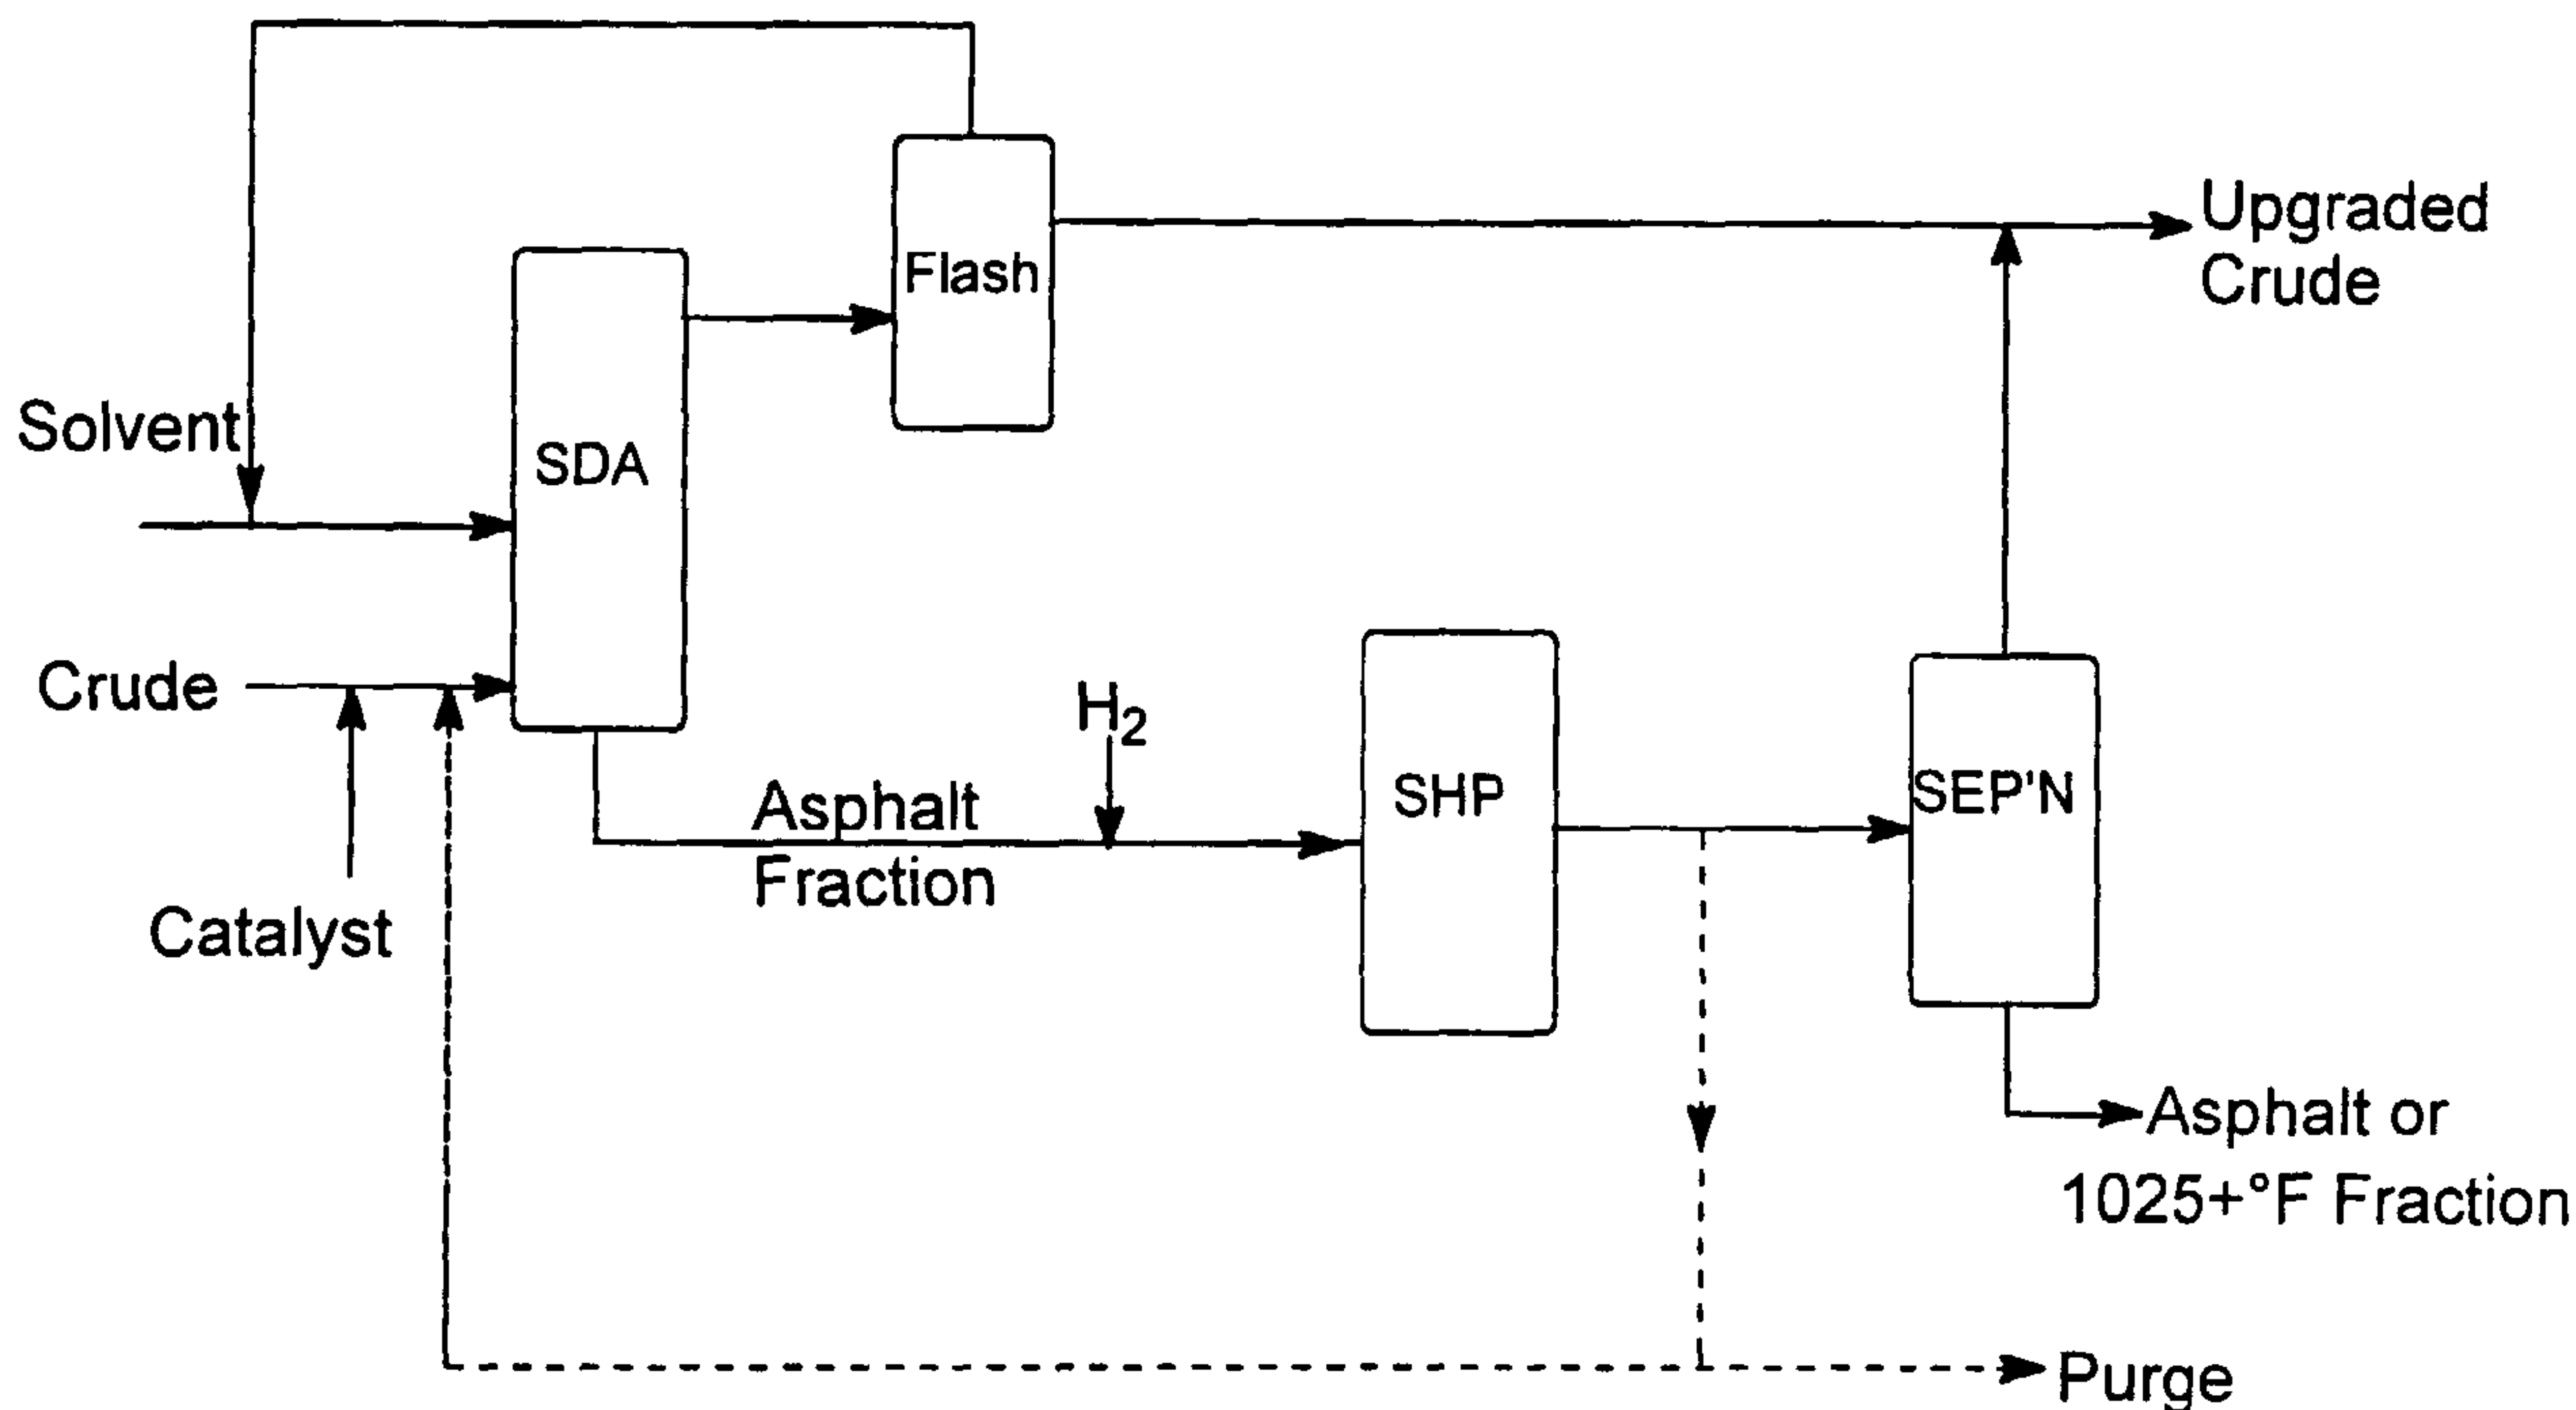 Upgraded
Crude
Flash
Solvent
SDA
Crude
H2
Asphalt
Fraction
SHP
SEP'N
Catalyst
Asphalt or
1025+°F Fraction
Purge